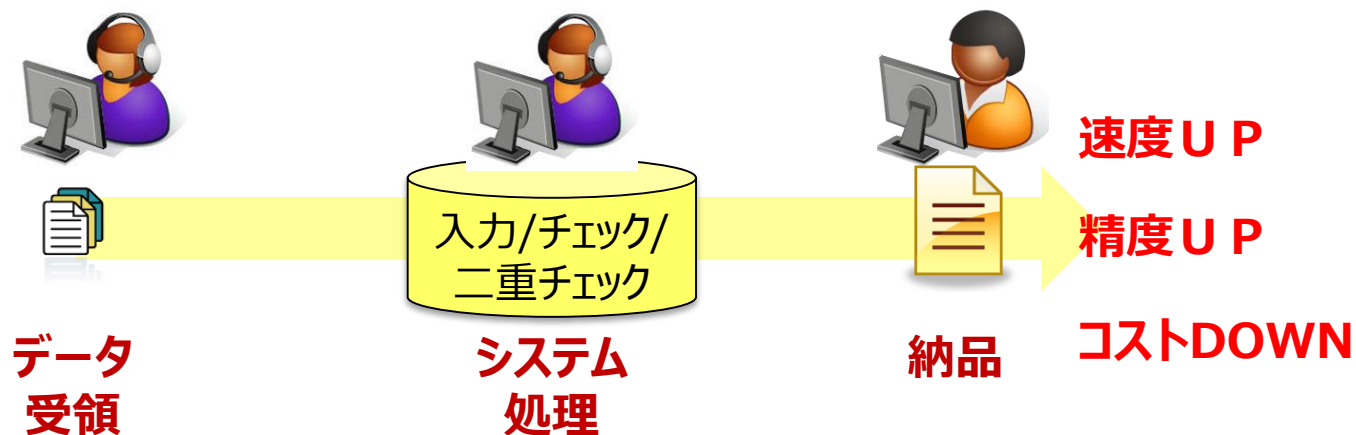 速度ＵＰ
入力/チェック/
二重チェック
精度ＵＰ
データ
受領
システム
処理
納品
コストDOWN